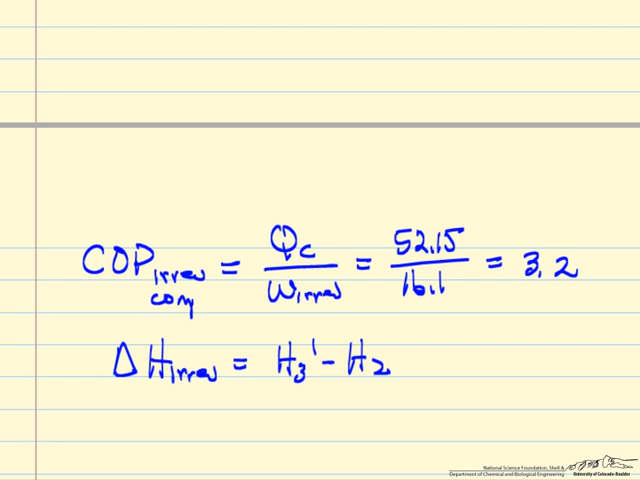 COP irrev comp = Qc / Wirrev = 52.15 / 16.1 = 3.2
ΔHirrev = H3' - H2
National Science Foundation, Shell &
Department of Chemical and Biological Engineering
University of Colorado Boulder